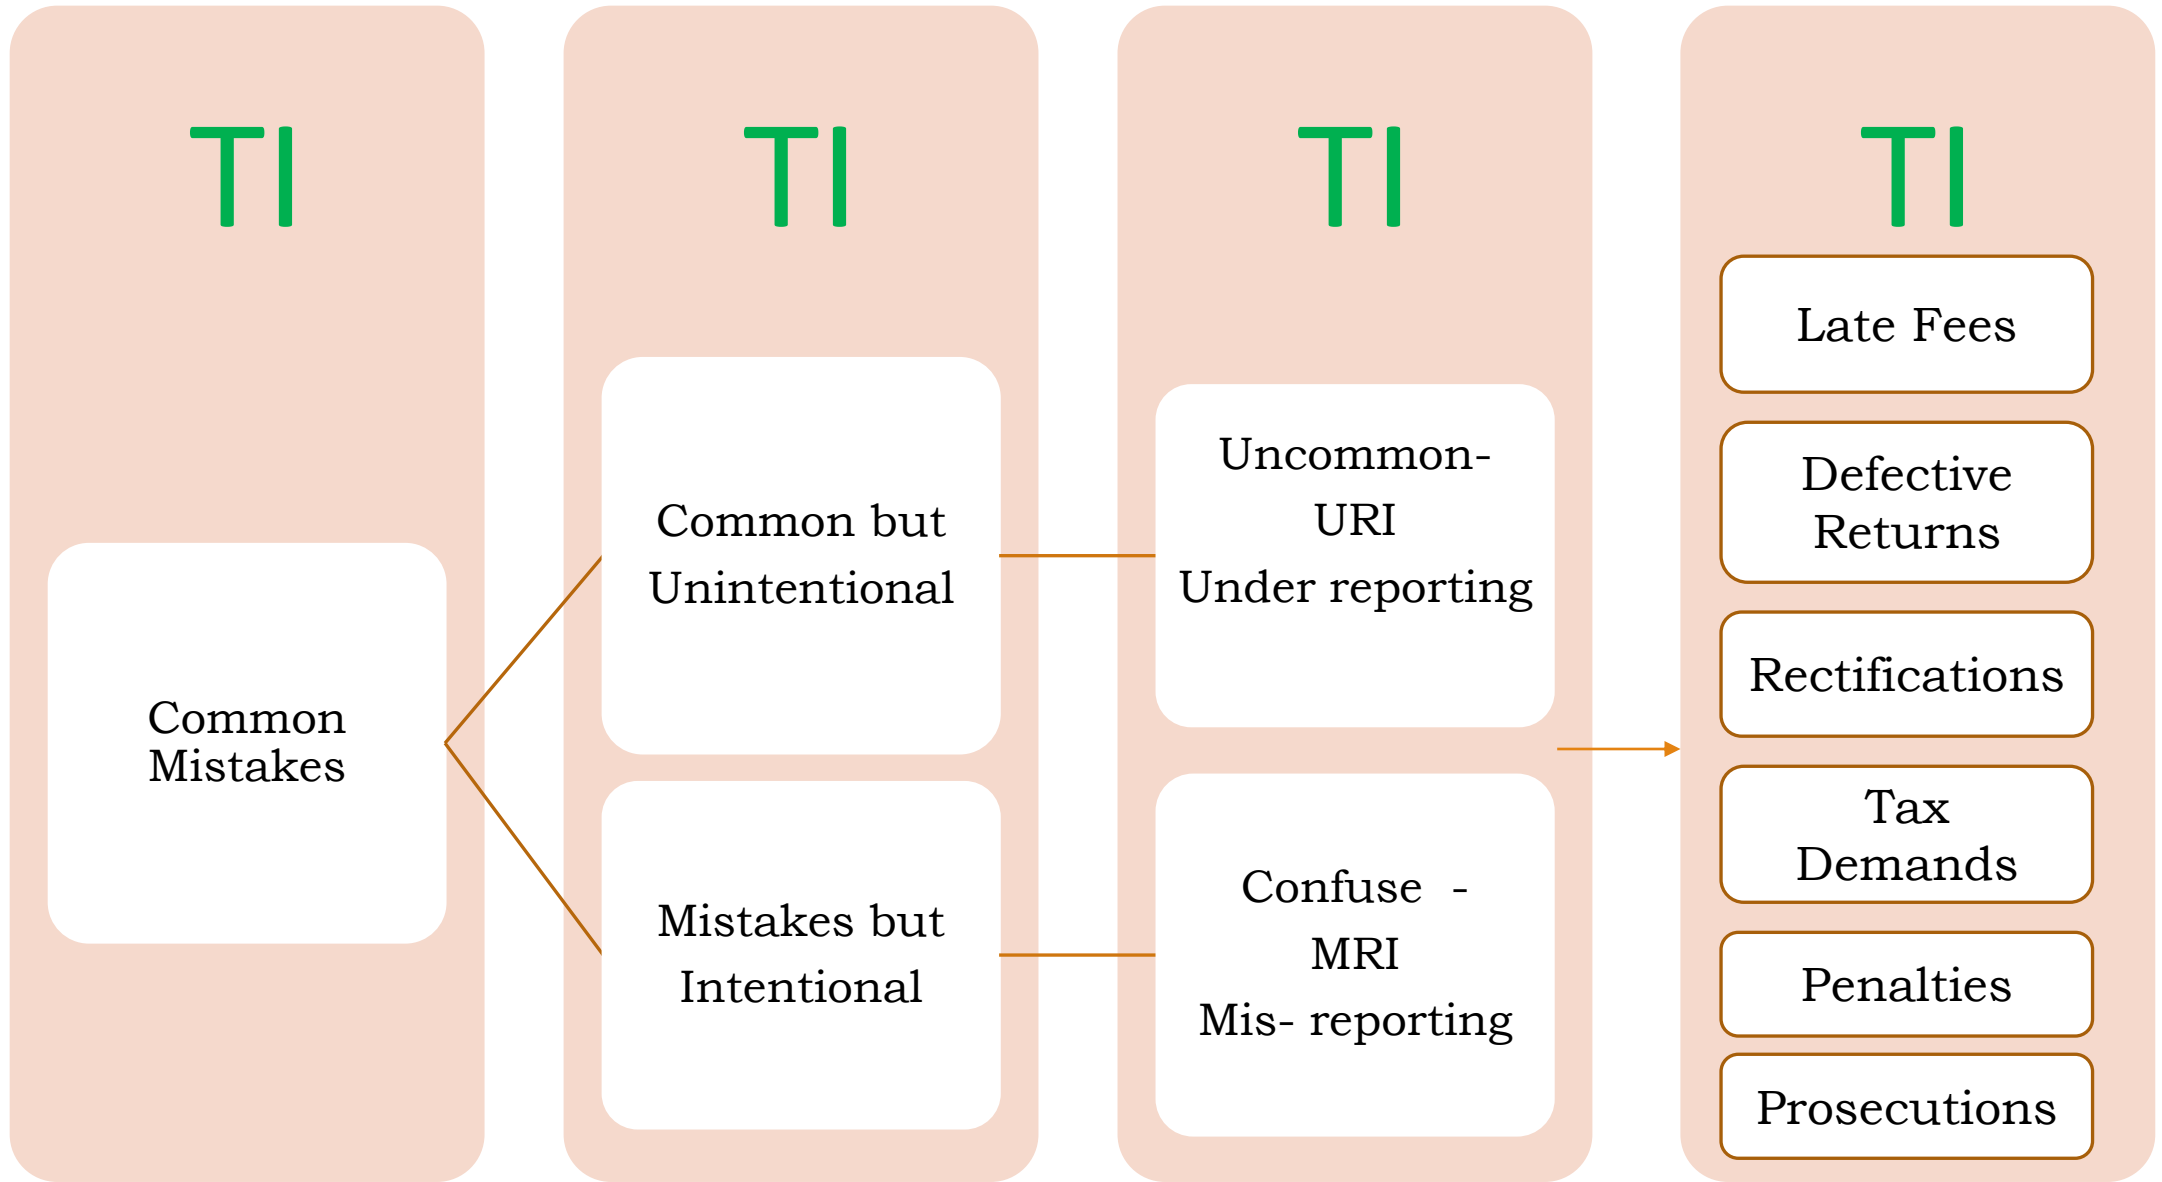 TI
Common
Mistakes
TI
Common but
Unintentional
Mistakes but
Intentional
TI
Uncommon-
URI
Under reporting
Confuse  -
MRI
Mis- reporting
TI
Late Fees
Defective
Returns
Rectifications
Tax
Demands
Penalties
Prosecutions